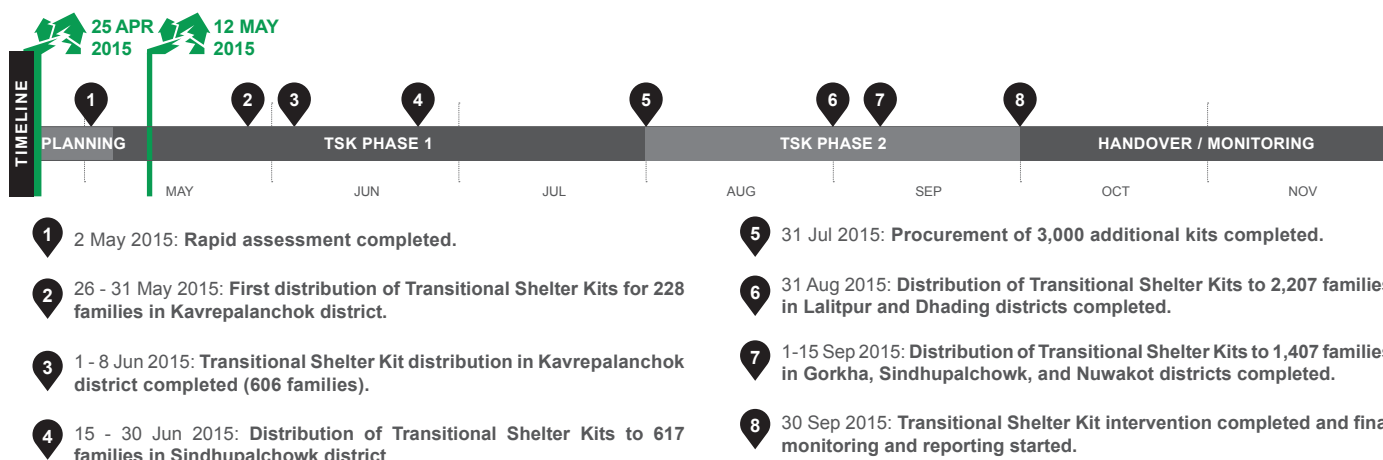 25 APR
2015
12 MAY
2015
TIMELINE
1 2 3 4 5 6 7 8
PLANNING TSK PHASE 1 TSK PHASE 2 HANDOVER / MONITORING
MAY JUN JUL AUG SEP OCT NOV
1 2 May 2015: Rapid assessment completed.
2 26 - 31 May 2015: First distribution of Transitional Shelter Kits for 228
families in Kavrepalanchok district.
3 1 - 8 Jun 2015: Transitional Shelter Kit distribution in Kavrepalanchok
district completed (606 families).
4 15 - 30 Jun 2015: Distribution of Transitional Shelter Kits to 617
families in Sindhupalchowk district
5 31 Jul 2015: Procurement of 3,000 additional kits completed.
6 31 Aug 2015: Distribution of Transitional Shelter Kits to 2,207 families
in Lalitpur and Dhading districts completed.
7 1-15 Sep 2015: Distribution of Transitional Shelter Kits to 1,407 families
in Gorkha, Sindhupalchowk, and Nuwakot districts completed.
8 30 Sep 2015: Transitional Shelter Kit intervention completed and fina
monitoring and reporting started.